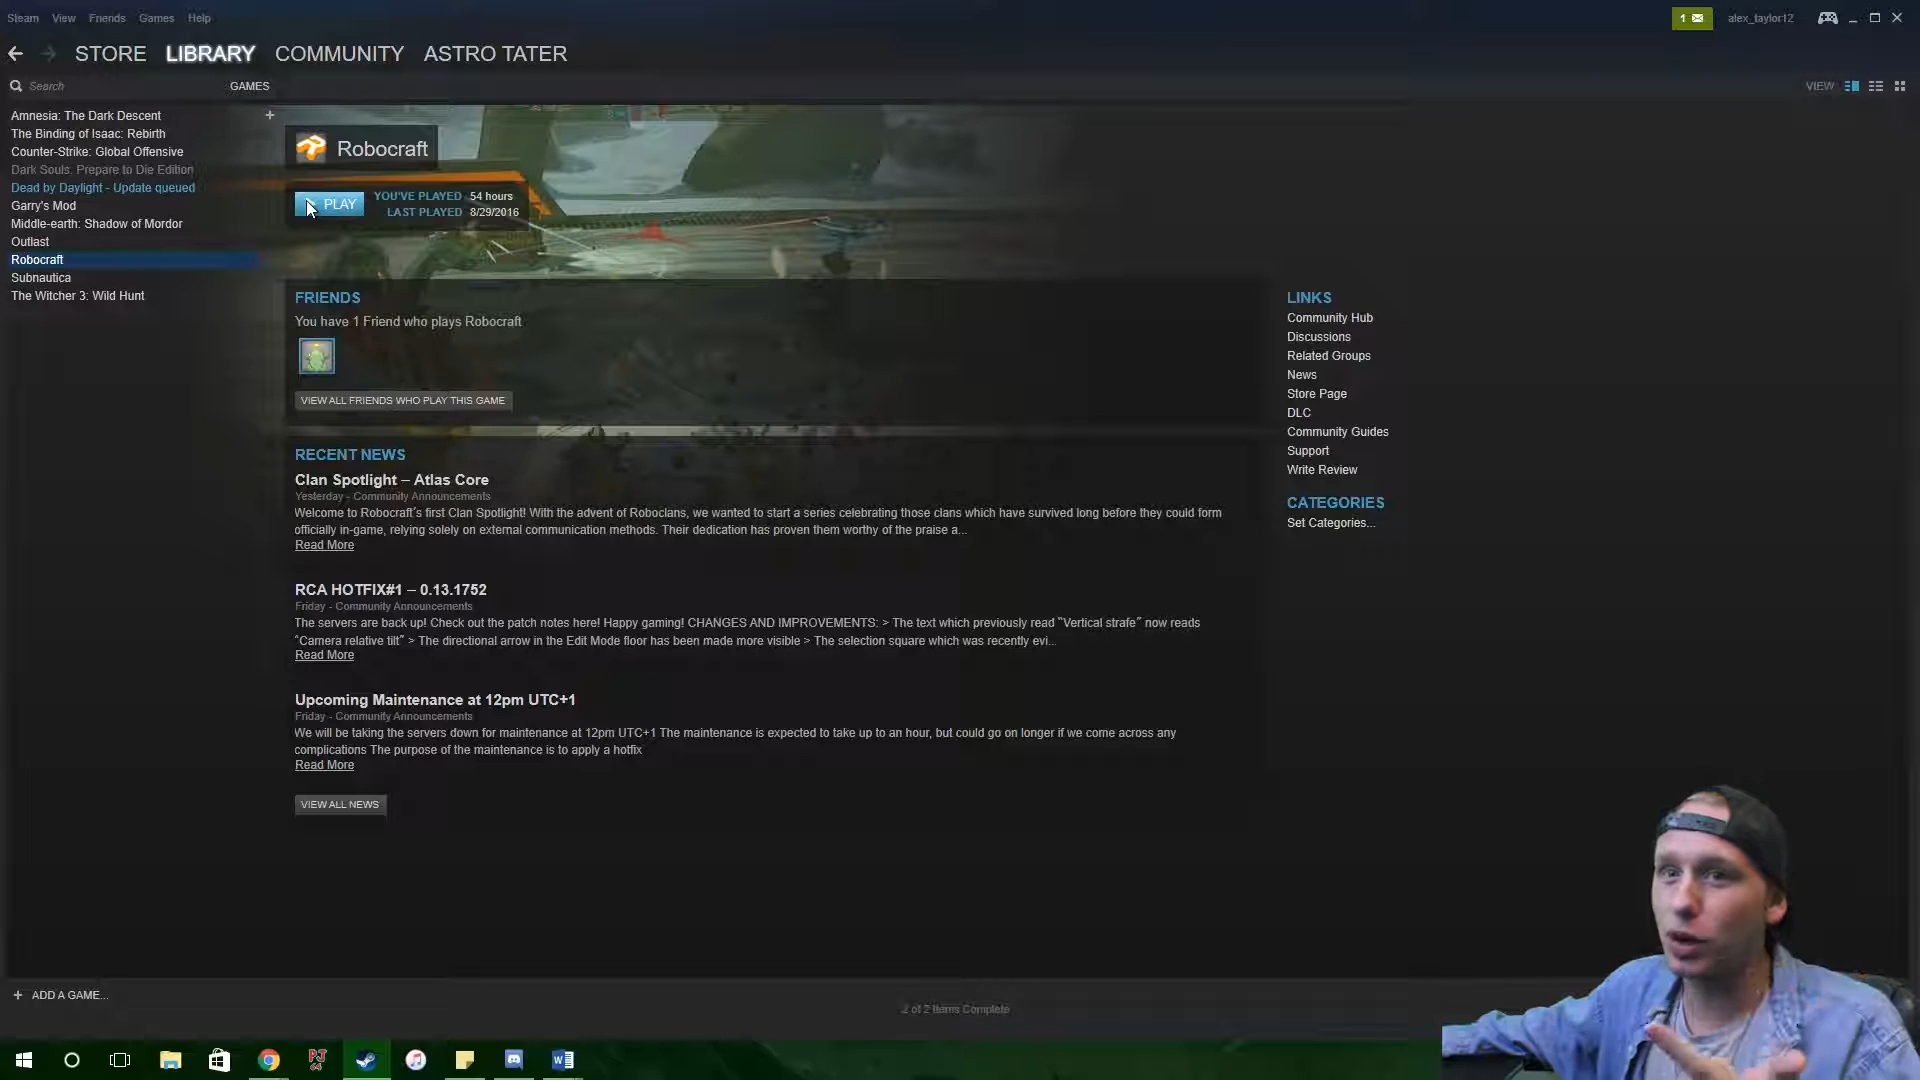 Steam View Friends Games Help
1 alex_taylor12
STORE LIBRARY COMMUNITY ASTRO TATER
Search GAMES VIEW
Amnesia: The Dark Descent +
The Binding of Isaac: Rebirth
Counter-Strike: Global Offensive
Dark Souls: Prepare to Die Edition
Dead by Daylight - Update queued
Garry's Mod
Middle-earth: Shadow of Mordor
Outlast
Robocraft
Subnautica
The Witcher 3: Wild Hunt
Robocraft
PLAY
YOU'VE PLAYED 54 hours
LAST PLAYED 8/29/2016
FRIENDS
You have 1 Friend who plays Robocraft
VIEW ALL FRIENDS WHO PLAY THIS GAME
RECENT NEWS
Clan Spotlight – Atlas Core
Yesterday - Community Announcements
Welcome to Robocraft's first Clan Spotlight! With the advent of Roboclans, we wanted to start a series celebrating those clans which have survived long before they could form
officially in-game, relying solely on external communication methods. Their dedication has proven them worthy of the praise a...
Read More
RCA HOTFIX#1 – 0.13.1752
Friday - Community Announcements
The servers are back up! Check out the patch notes here! Happy gaming! CHANGES AND IMPROVEMENTS: > The text which previously read "Vertical strafe" now reads
"Camera relative tilt" > The directional arrow in the Edit Mode floor has been made more visible > The selection square which was recently evi...
Read More
Upcoming Maintenance at 12pm UTC+1
Friday - Community Announcements
We will be taking the servers down for maintenance at 12pm UTC+1 The maintenance is expected to take up to an hour, but could go on longer if we come across any
complications The purpose of the maintenance is to apply a hotfix
Read More
VIEW ALL NEWS
LINKS
Community Hub
Discussions
Related Groups
News
Store Page
DLC
Community Guides
Support
Write Review
CATEGORIES
Set Categories...
+ ADD A GAME...
2 of 2 Items Complete
PJ
64
W